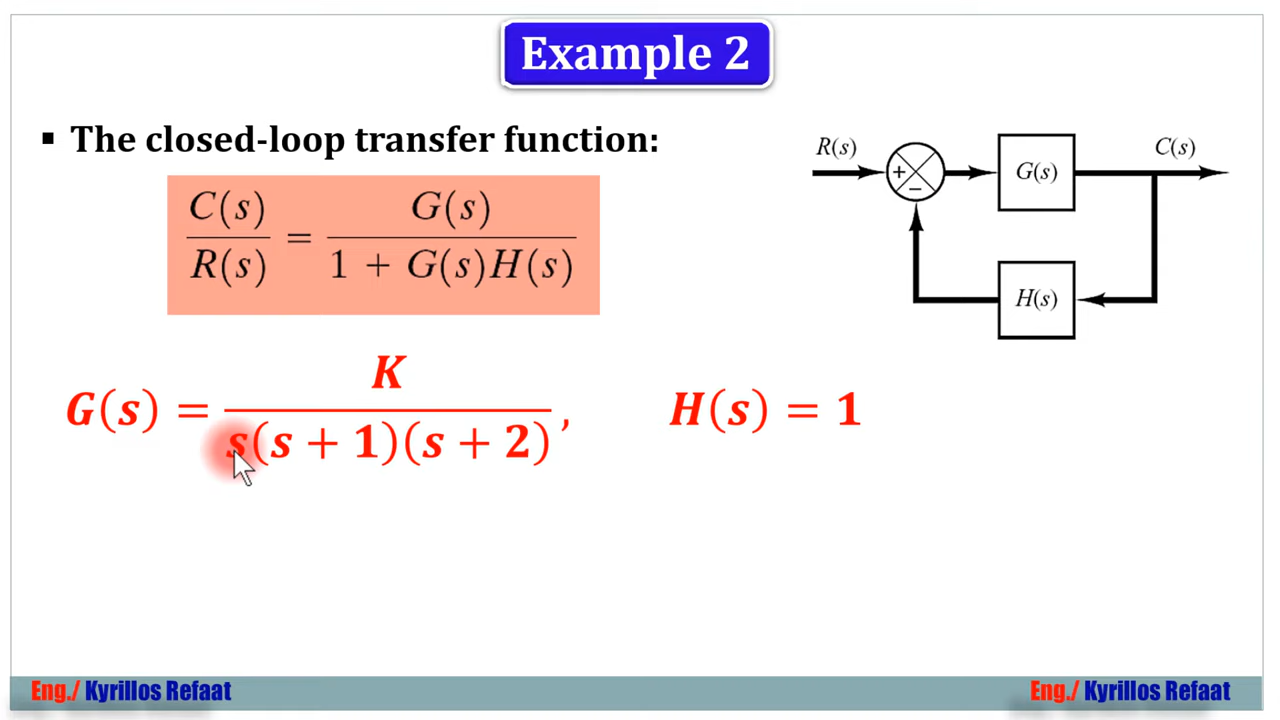 Example 2
▪ The closed-loop transfer function:
C(s)/R(s) = G(s)/(1 + G(s)H(s))
R(s) + − G(s) C(s)
H(s)
G(s) = K/(s(s + 1)(s + 2)), H(s) = 1
Eng./ Kyrillos Refaat
Eng./ Kyrillos Refaat